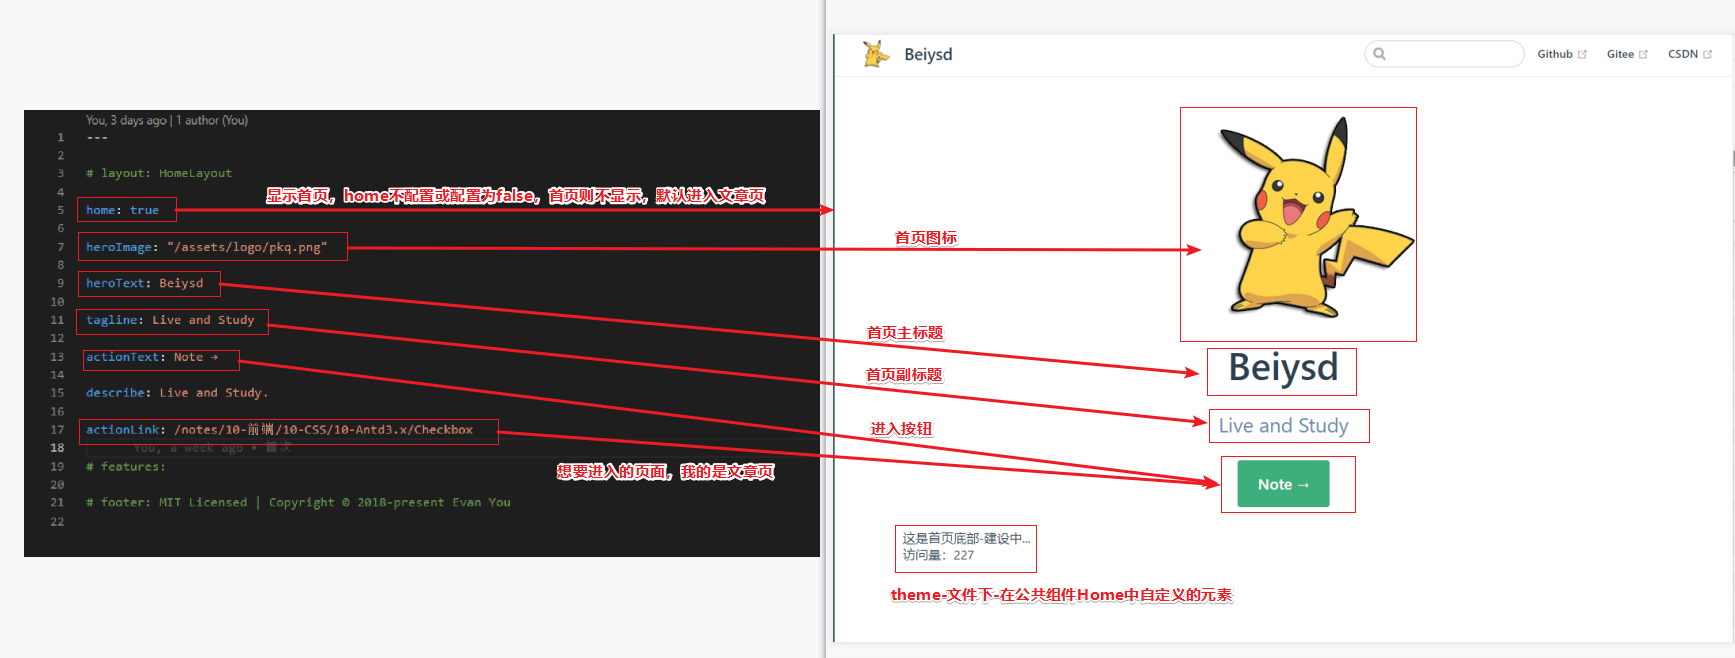 You, 3 days ago | 1 author (You)
1 ---
2
3 # layout: HomeLayout
4
显示首页，home不配置或配置为false，首页则不显示，默认进入文章页
5 home: true
6
7 heroImage: "/assets/logo/pkq.png"
8
9 heroText: Beiysd
10
11 tagline: Live and Study
12
13 actionText: Note →
14
15 describe: Live and Study.
16
17 actionLink: /notes/10-前端/10-CSS/10-Antd3.x/Checkbox
18 You, a week ago • 首次
19 # features:
想要进入的页面，我的是文章页
20
21 # footer: MIT Licensed | Copyright © 2018-present Evan You
22
Beiysd
Github
Gitee
CSDN
首页图标
首页主标题
Beiysd
首页副标题
Live and Study
进入按钮
Note →
这是首页底部-建设中...
访问量：227
theme-文件下-在公共组件Home中自定义的元素